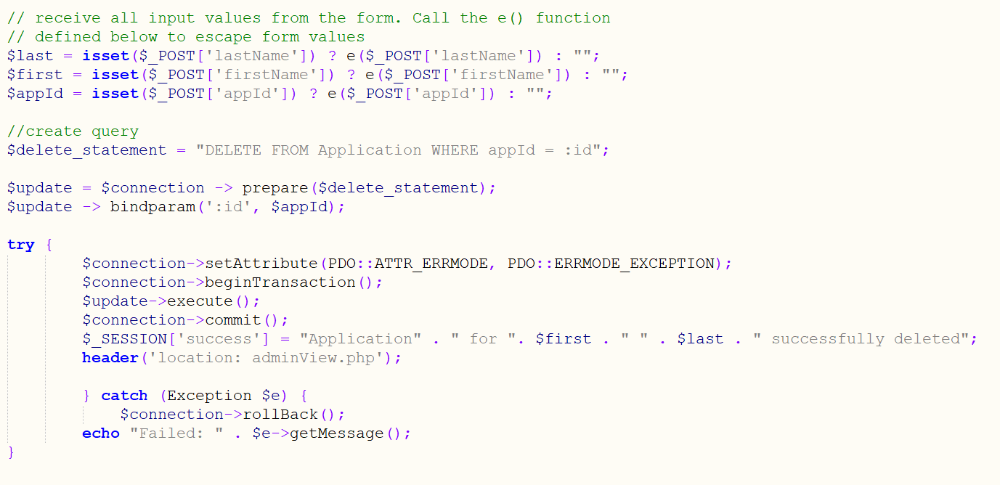 // receive all input values from the form. Call the e() function
// defined below to escape form values
$last = isset($_POST['lastName']) ? e($_POST['lastName']) : "";
$first = isset($_POST['firstName']) ? e($_POST['firstName']) : "";
$appId = isset($_POST['appId']) ? e($_POST['appId']) : "";

//create query
$delete_statement = "DELETE FROM Application WHERE appId = :id";

$update = $connection -> prepare($delete_statement);
$update -> bindparam(':id', $appId);

try {
        $connection->setAttribute(PDO::ATTR_ERRMODE, PDO::ERRMODE_EXCEPTION);
        $connection->beginTransaction();
        $update->execute();
        $connection->commit();
        $_SESSION['success'] = "Application" . " for ". $first . " " . $last . " successfully deleted";
        header('location: adminView.php');

        } catch (Exception $e) {
            $connection->rollBack();
        echo "Failed: " . $e->getMessage();
}